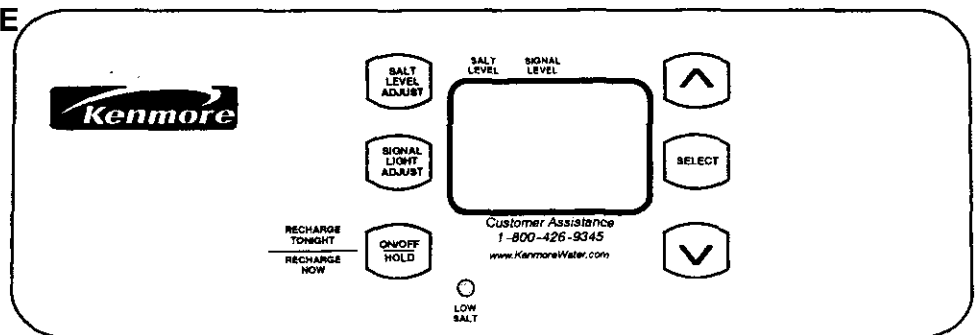 E
Kenmore
SALT
LEVEL
ADJUST
SIGNAL
LIGHT
ADJUST
RECHARGE
TONIGHT
RECHARGE
NOW
ON/OFF
HOLD
SALT
LEVEL
SIGNAL
LEVEL
Customer Assistance
1-800-426-9345
www.KenmoreWater.com
LOW
SALT
SELECT